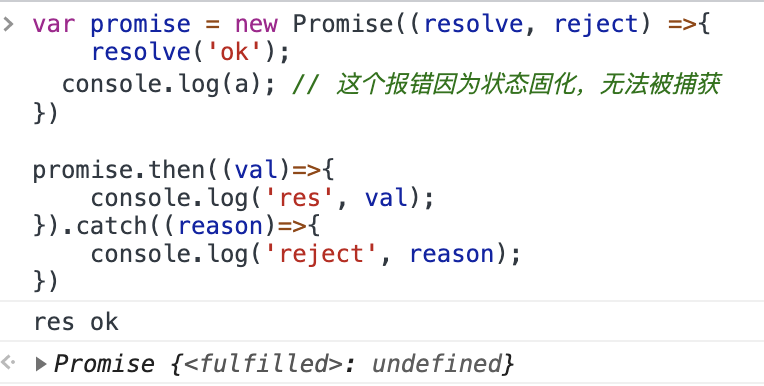 var promise = new Promise((resolve, reject) =>{
    resolve('ok');
  console.log(a); // 这个报错因为状态固化，无法被捕获
})
promise.then((val)=>{
    console.log('res', val);
}).catch((reason)=>{
    console.log('reject', reason);
})
res ok
Promise {<fulfilled>: undefined}